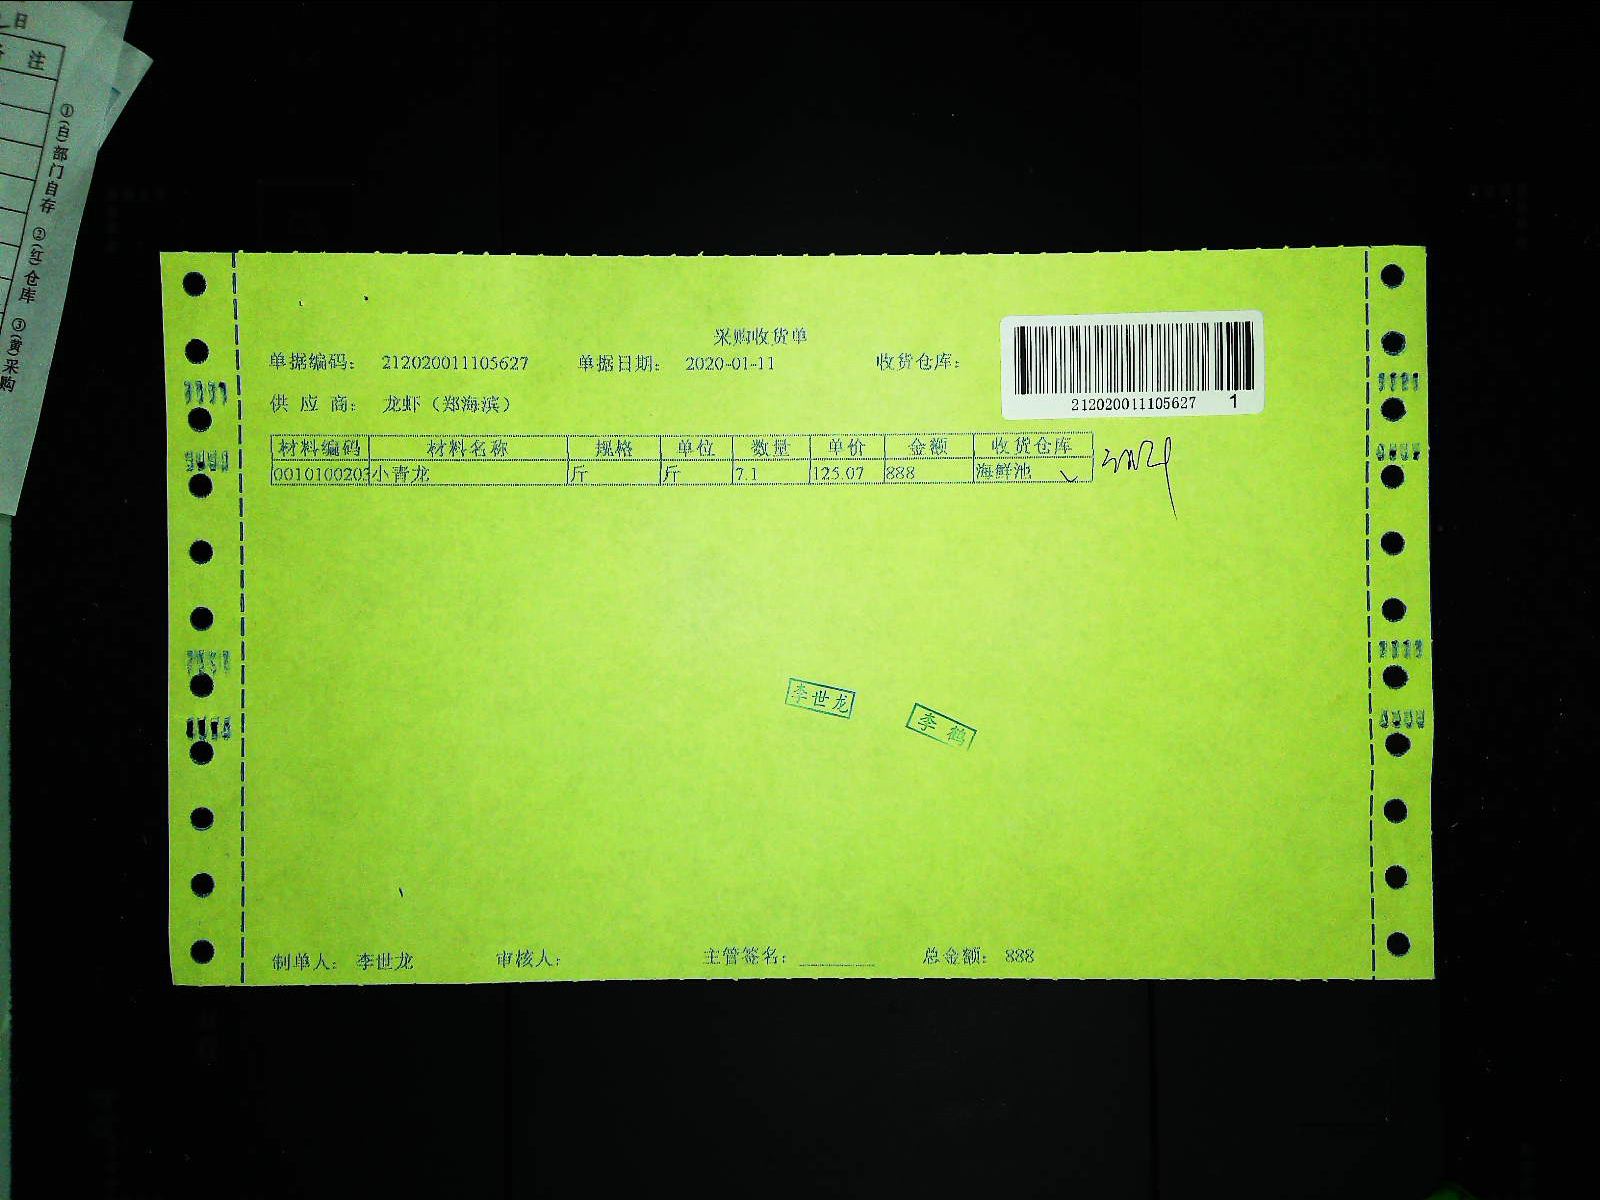 日
注
①(白)部门自存 ②(红)仓库 ③(黄)采购
采购收货单
单据编码： 212020011105627 单据日期： 2020-01-11 收货仓库：
212020011105627 1
供 应 商： 龙虾（郑海滨）
材料编码 材料名称 规格 单位 数量 单价 金额 收货仓库
0010100203 小青龙 斤 斤 7.1 125.07 888 海鲜池
李世龙
李鹤
制单人： 李世龙 审核人： 主管签名： 总金额： 888